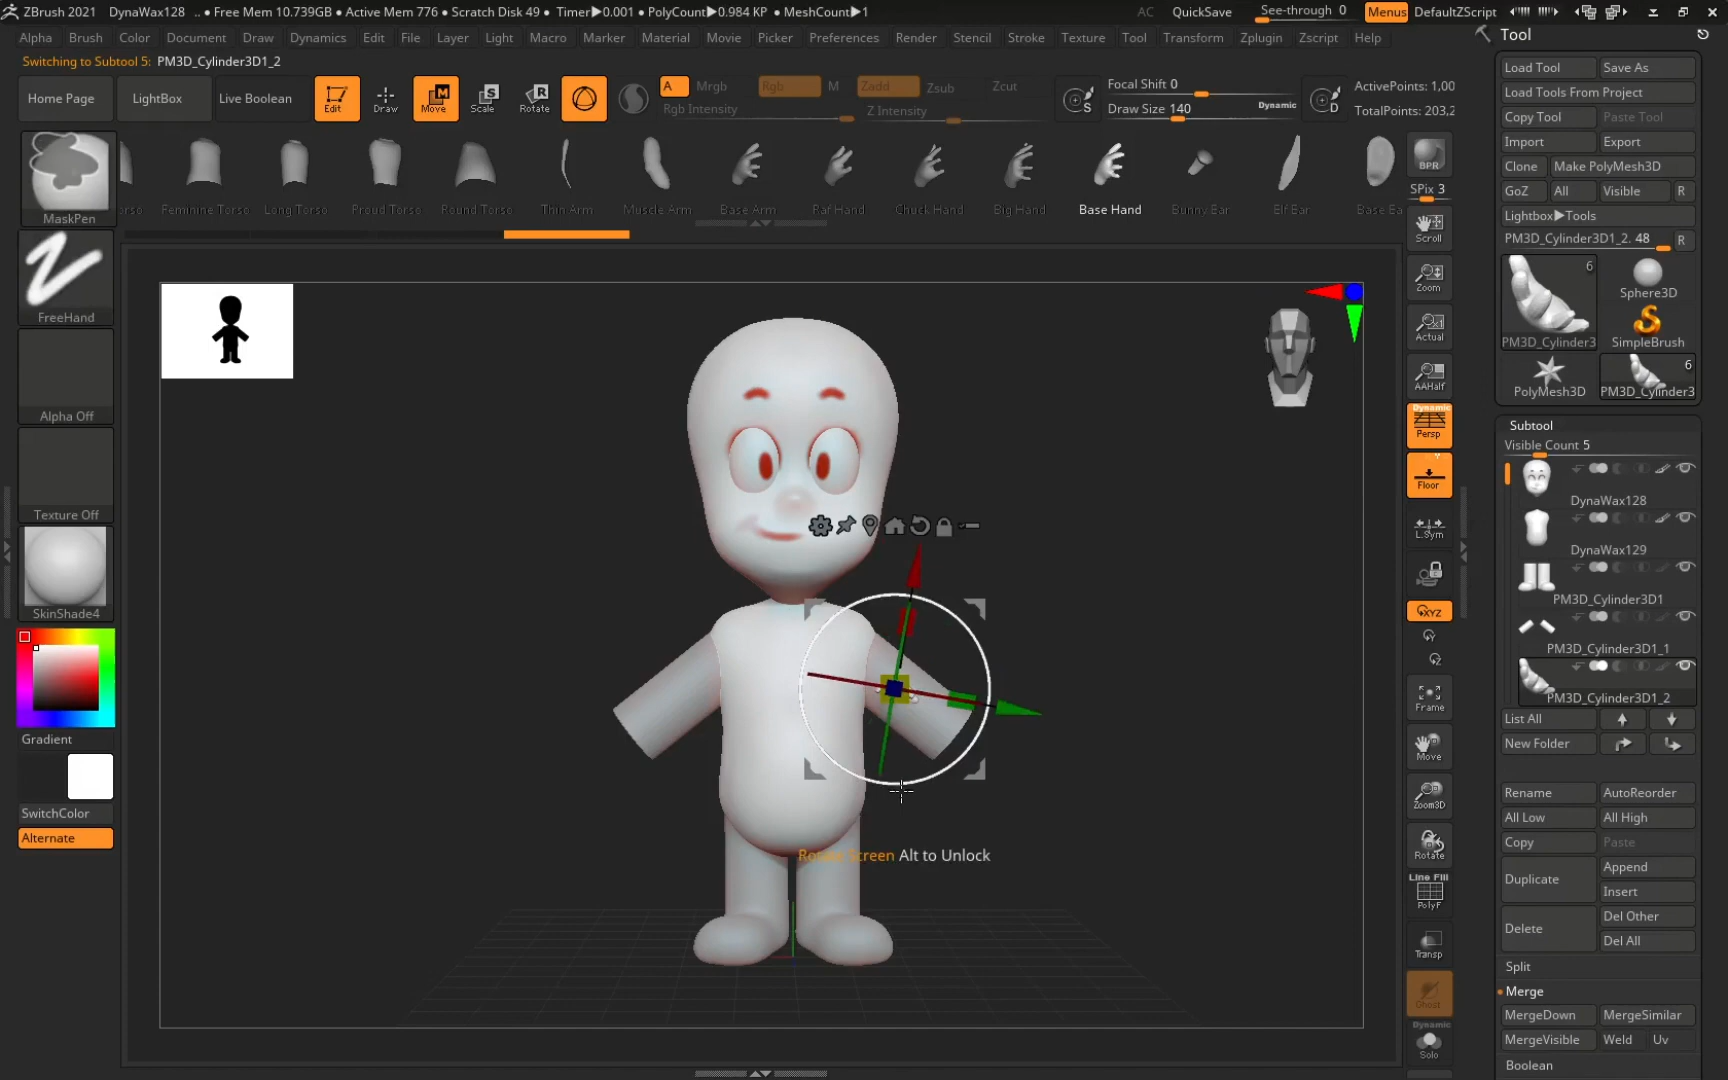 ZBrush 2021 DynaWax128 .. ● Free Mem 10.739GB ● Active Mem 776 ● Scratch Disk 49 ● Timer▶0.001 ● PolyCount▶0.984 KP ● MeshCount▶1 AC QuickSave See-through 0 Menus DefaultZScript
Alpha Brush Color Document Draw Dynamics Edit File Layer Light Macro Marker Material Movie Picker Preferences Render Stencil Stroke Texture Tool Transform Zplugin Zscript Help
Switching to Subtool 5: PM3D_Cylinder3D1_2
Home Page LightBox Live Boolean Edit Draw Move Scale Rotate A Mrgb Rgb M Zadd Zsub Zcut
Rgb Intensity Z Intensity
S Focal Shift 0
Draw Size 140 Dynamic D
ActivePoints: 1,00
TotalPoints: 203,2
MaskPen
FreeHand
Alpha Off
Texture Off
SkinShade4
Gradient
SwitchColor
Alternate
orso Feminine Torso Long Torso Proud Torso Round Torso Thin Arm Muscle Arm Base Arm Raf Hand Chuck Hand Big Hand Base Hand Bunny Ear Elf Ear Base Ea
Rotate Screen Alt to Unlock
BPR
SPix 3
Scroll
Zoom
Actual
AAHalf
Dynamic
Persp
Floor
L.Sym
XYZ
Frame
Move
Zoom3D
Rotate
Line Fill
PolyF
Transp
Ghost
Dynamic
Solo
Tool
Load Tool Save As
Load Tools From Project
Copy Tool Paste Tool
Import Export
Clone Make PolyMesh3D
GoZ All Visible R
Lightbox▶Tools
PM3D_Cylinder3D1_2. 48 R
6 Sphere3D
PM3D_Cylinder3 SimpleBrush
6
PolyMesh3D PM3D_Cylinder3
Subtool
Visible Count 5
DynaWax128
DynaWax129
PM3D_Cylinder3D1
PM3D_Cylinder3D1_1
PM3D_Cylinder3D1_2
List All
New Folder
Rename AutoReorder
All Low All High
Copy Paste
Duplicate Append
Insert
Delete Del Other
Del All
Split
Merge
MergeDown MergeSimilar
MergeVisible Weld Uv
Boolean